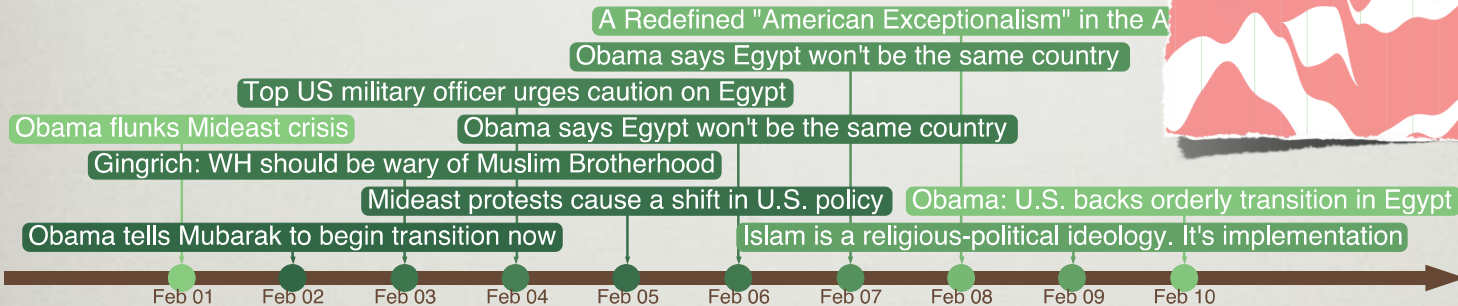 A Redefined "American Exceptionalism" in the
Obama says Egypt won't be the same country
Top US military officer urges caution on Egypt
Obama flunks Mideast crisis
Obama says Egypt won't be the same country
Gingrich: WH should be wary of Muslim Brotherhood
Mideast protests cause a shift in U.S. policy
Obama: U.S. backs orderly transition in Egypt
Obama tells Mubarak to begin transition now
Islam is a religious-political ideology. It's implementation
Feb 01
Feb 02
Feb 03
Feb 04
Feb 05
Feb 06
Feb 07
Feb 08
Feb 09
Feb 10